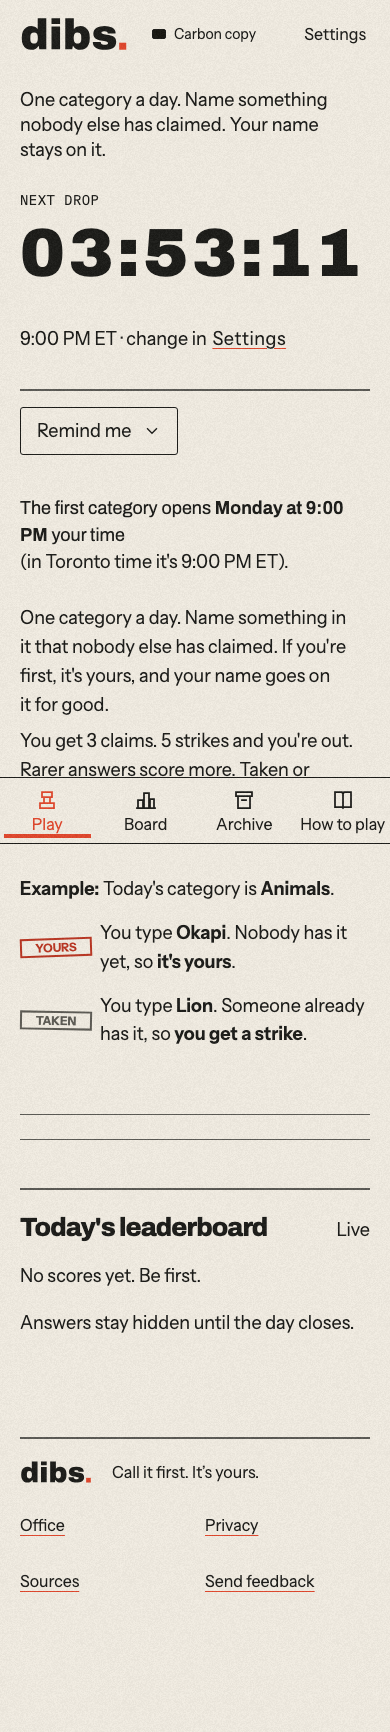 dibs.
Carbon copy
Settings
One category a day. Name something
nobody else has claimed. Your name
stays on it.
NEXT DROP
03:53:11
9:00 PM ET · change in Settings
Remind me
The first category opens Monday at 9:00
PM your time
(in Toronto time it's 9:00 PM ET).
One category a day. Name something in
it that nobody else has claimed. If you're
first, it's yours, and your name goes on
it for good.
You get 3 claims. 5 strikes and you're out.
Rarer answers score more. Taken or
Play
Board
Archive
How to play
Example: Today's category is Animals.
YOURS
You type Okapi. Nobody has it
yet, so it's yours.
TAKEN
You type Lion. Someone already
has it, so you get a strike.
Today's leaderboard
Live
No scores yet. Be first.
Answers stay hidden until the day closes.
dibs.
Call it first. It's yours.
Office
Privacy
Sources
Send feedback